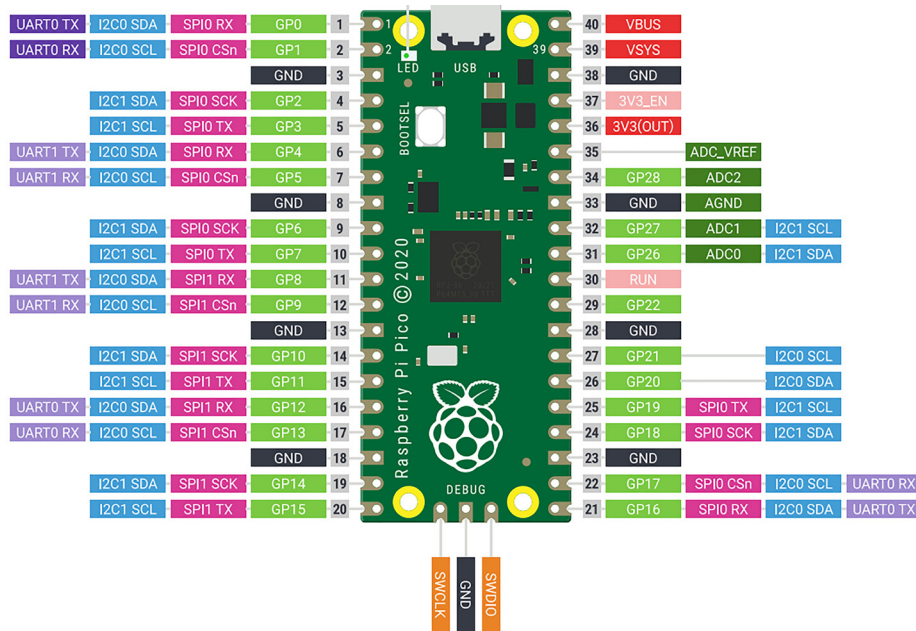 UART0 TX I2C0 SDA SPI0 RX GP0 1 1 40 VBUS
UART0 RX I2C0 SCL SPI0 CSn GP1 2 2 39 39 VSYS
GND 3 LED USB 38 GND
I2C1 SDA SPI0 SCK GP2 4 37 3V3_EN
I2C1 SCL SPI0 TX GP3 5 BOOTSEL 36 3V3(OUT)
UART1 TX I2C0 SDA SPI0 RX GP4 6 35 ADC_VREF
UART1 RX I2C0 SCL SPI0 CSn GP5 7 34 GP28 ADC2
GND 8 33 GND AGND
I2C1 SDA SPI0 SCK GP6 9 32 GP27 ADC1 I2C1 SCL
I2C1 SCL SPI0 TX GP7 10 31 GP26 ADC0 I2C1 SDA
UART1 TX I2C0 SDA SPI1 RX GP8 11 30 RUN
UART1 RX I2C0 SCL SPI1 CSn GP9 12 29 GP22
GND 13 28 GND
Raspberry Pi Pico © 2020
I2C1 SDA SPI1 SCK GP10 14 27 GP21 I2C0 SCL
I2C1 SCL SPI1 TX GP11 15 26 GP20 I2C0 SDA
UART0 TX I2C0 SDA SPI1 RX GP12 16 25 GP19 SPI0 TX I2C1 SCL
UART0 RX I2C0 SCL SPI1 CSn GP13 17 24 GP18 SPI0 SCK I2C1 SDA
GND 18 23 GND
I2C1 SDA SPI1 SCK GP14 19 DEBUG 22 GP17 SPI0 CSn I2C0 SCL UART0 RX
I2C1 SCL SPI1 TX GP15 20 21 GP16 SPI0 RX I2C0 SDA UART0 TX
SWCLK GND SWDIO